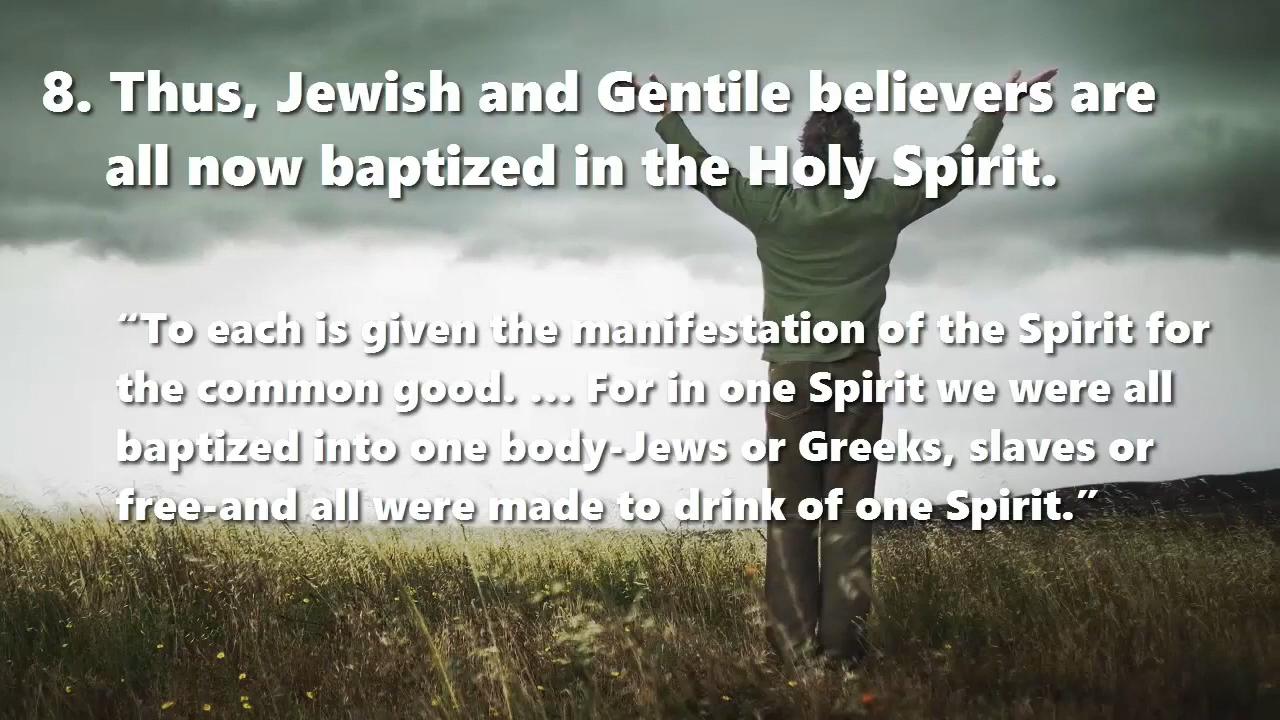 8. Thus, Jewish and Gentile believers are
all now baptized in the Holy Spirit.
“To each is given the manifestation of the Spirit for
the common good. ... For in one Spirit we were all
baptized into one body-Jews or Greeks, slaves or
free-and all were made to drink of one Spirit.”